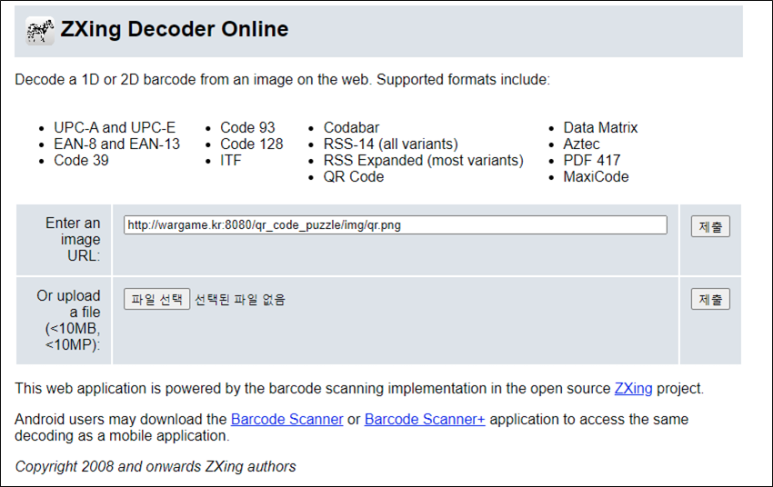 ZXing Decoder Online
Decode a 1D or 2D barcode from an image on the web. Supported formats include:
• UPC-A and UPC-E
• EAN-8 and EAN-13
• Code 39
• Code 93
• Code 128
• ITF
• Codabar
• RSS-14 (all variants)
• RSS Expanded (most variants)
• QR Code
• Data Matrix
• Aztec
• PDF 417
• MaxiCode
Enter an
image
URL:
http://wargame.kr:8080/qr_code_puzzle/img/qr.png
제출
Or upload
a file
(<10MB,
<10MP):
파일 선택 선택된 파일 없음
제출
This web application is powered by the barcode scanning implementation in the open source ZXing project.
Android users may download the Barcode Scanner or Barcode Scanner+ application to access the same
decoding as a mobile application.
Copyright 2008 and onwards ZXing authors